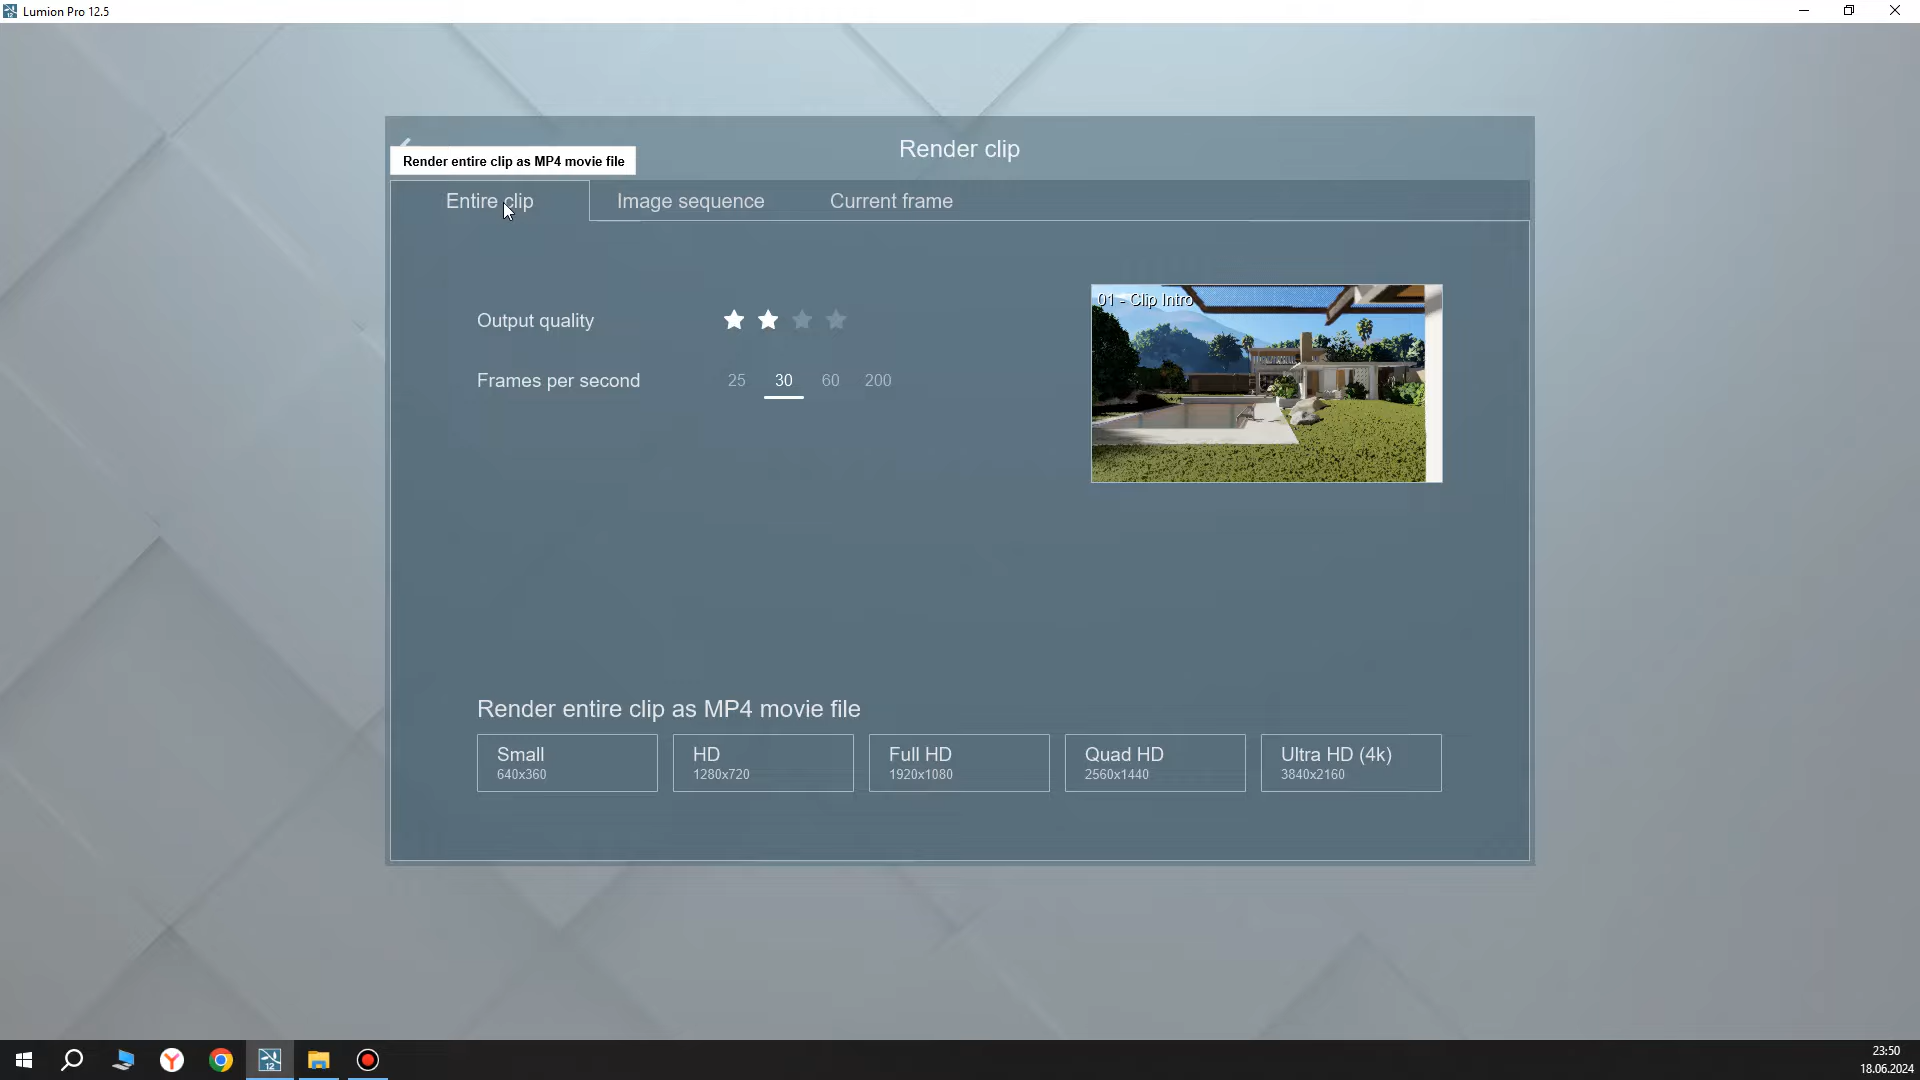 Lumion Pro 12.5
Render clip
Render entire clip as MP4 movie file
Entire clip
Image sequence
Current frame
Output quality
01 - Clip Intro
Frames per second
25
30
60
200
Render entire clip as MP4 movie file
Small
640x360
HD
1280x720
Full HD
1920x1080
Quad HD
2560x1440
Ultra HD (4k)
3840x2160
12
23:50
18.06.2024